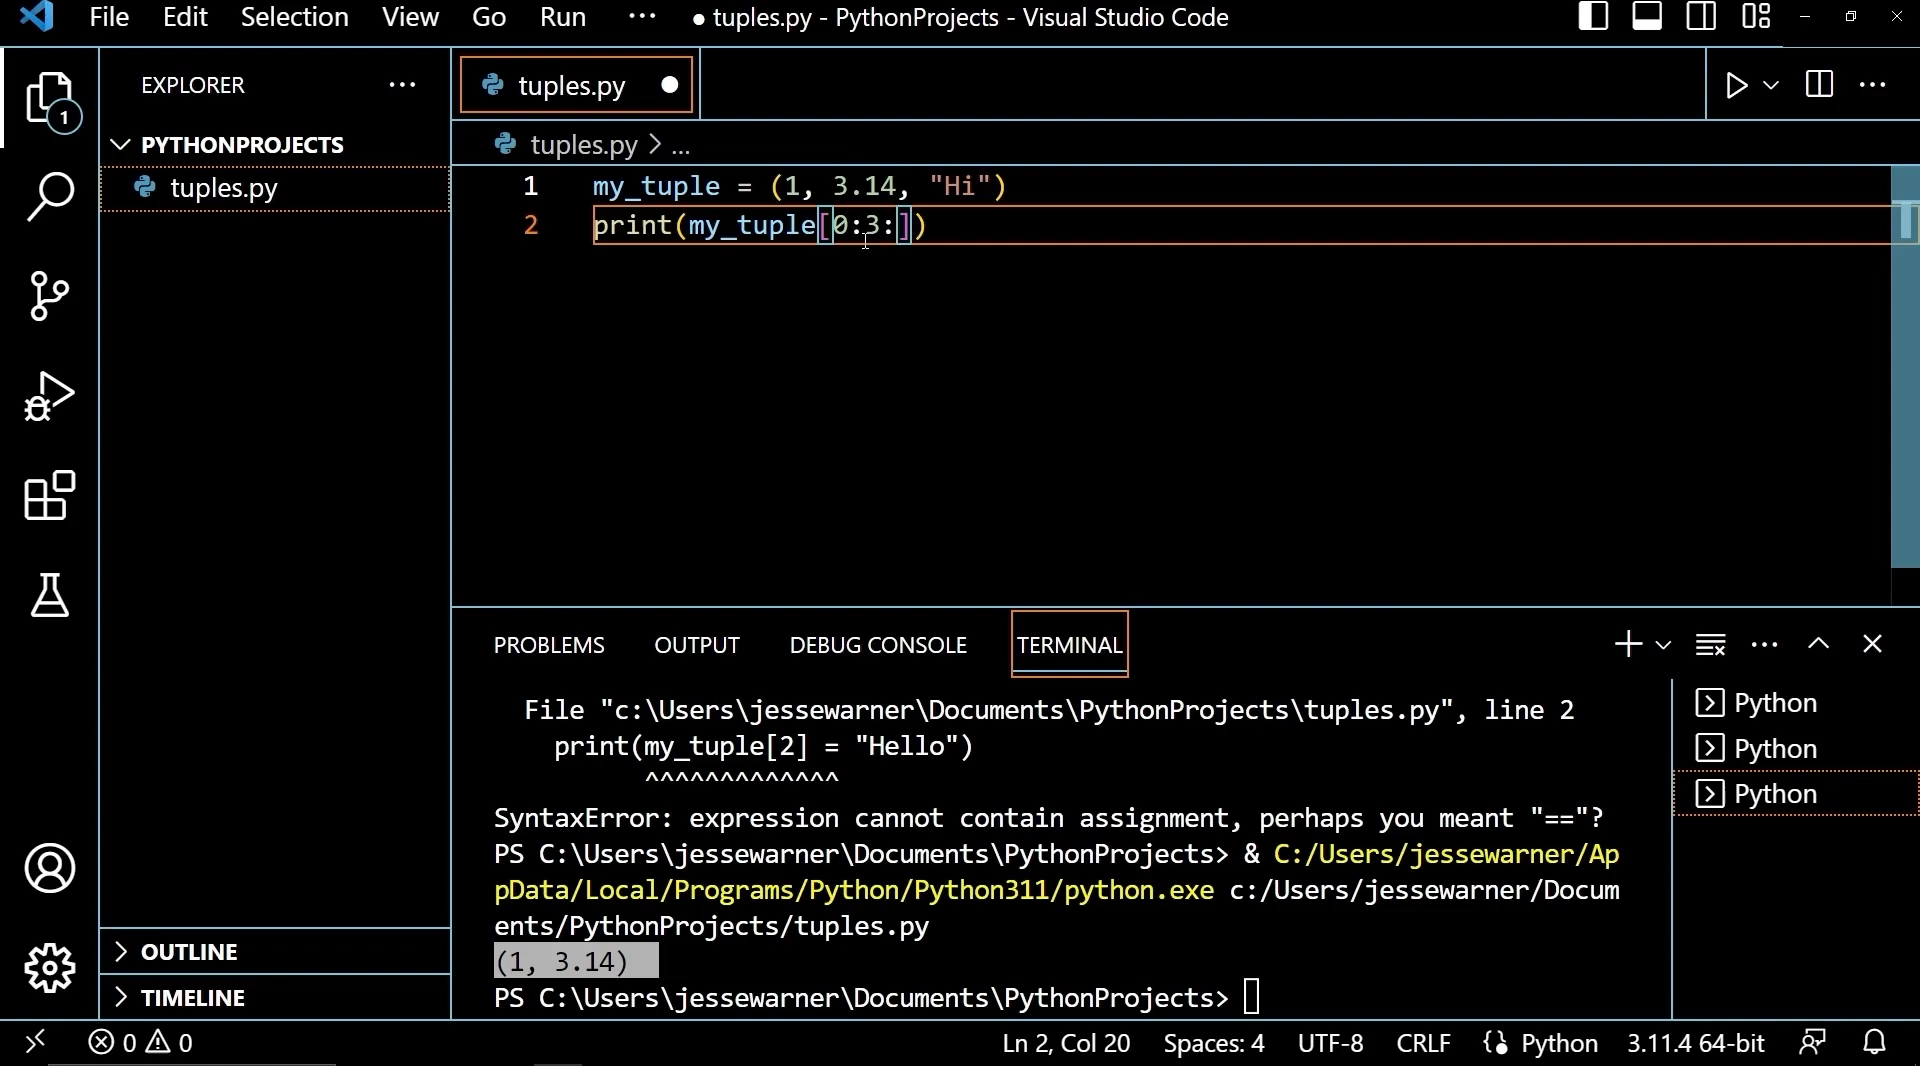 File Edit Selection View Go Run ··· ● tuples.py - PythonProjects - Visual Studio Code
EXPLORER ···
tuples.py ●
1
PYTHONPROJECTS
tuples.py > ...
tuples.py
1 my_tuple = (1, 3.14, "Hi")
2 print(my_tuple[0:3:])
PROBLEMS OUTPUT DEBUG CONSOLE TERMINAL
File "c:\Users\jessewarner\Documents\PythonProjects\tuples.py", line 2
print(my_tuple[2] = "Hello")
^^^^^^^^^^^^^
SyntaxError: expression cannot contain assignment, perhaps you meant "=="?
PS C:\Users\jessewarner\Documents\PythonProjects> & C:/Users/jessewarner/Ap
pData/Local/Programs/Python/Python311/python.exe c:/Users/jessewarner/Docum
ents/PythonProjects/tuples.py
(1, 3.14)
PS C:\Users\jessewarner\Documents\PythonProjects>
Python
Python
Python
OUTLINE
TIMELINE
0 0 Ln 2, Col 20 Spaces: 4 UTF-8 CRLF Python 3.11.4 64-bit